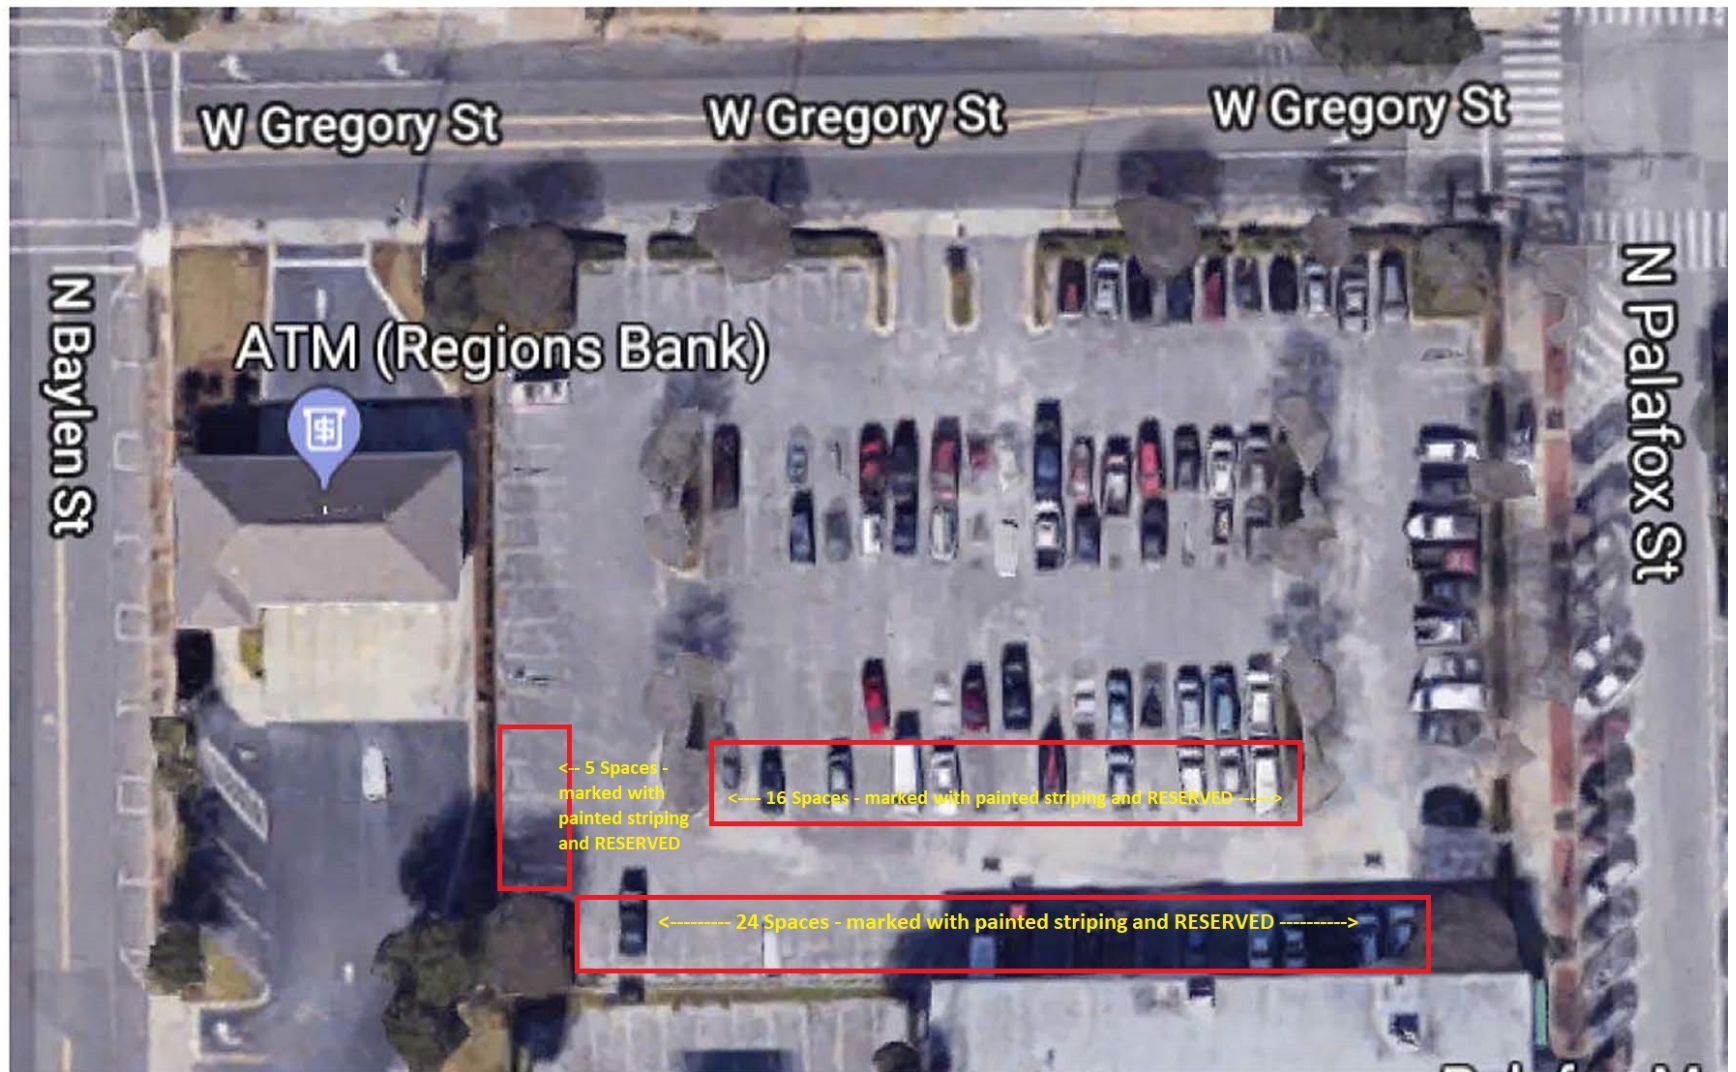 W Gregory St
W Gregory St
W Gregory St
N Baylen St
ATM (Regions Bank)
$
N Palafox St
<-- 5 Spaces -
marked with
painted striping
and RESERVED
<---- 16 Spaces - marked with painted striping and RESERVED ------>
<--------- 24 Spaces - marked with painted striping and RESERVED ---------->